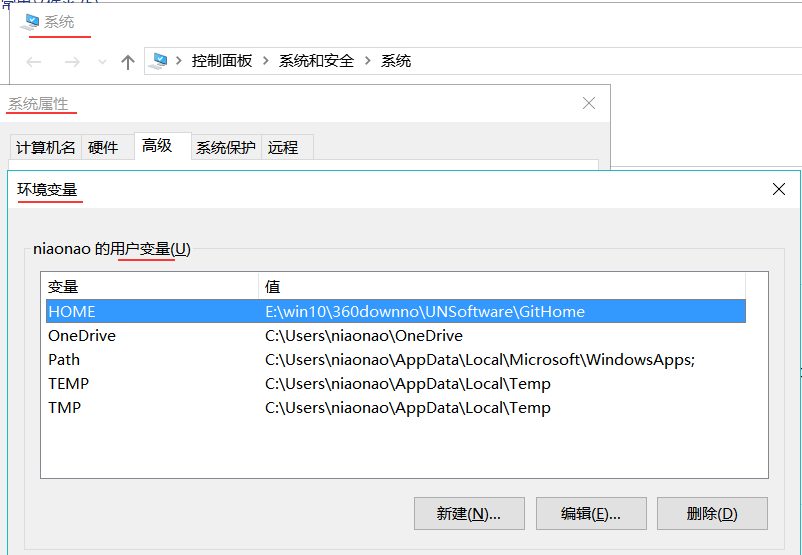 系统
控制面板 > 系统和安全 > 系统
系统属性
计算机名 硬件 高级 系统保护 远程
环境变量
niaonao 的用户变量(U)
变量 值
HOME E:\win10\360downno\UNSoftware\GitHome
OneDrive C:\Users\niaonao\OneDrive
Path C:\Users\niaonao\AppData\Local\Microsoft\WindowsApps;
TEMP C:\Users\niaonao\AppData\Local\Temp
TMP C:\Users\niaonao\AppData\Local\Temp
新建(N)... 编辑(E)... 删除(D)